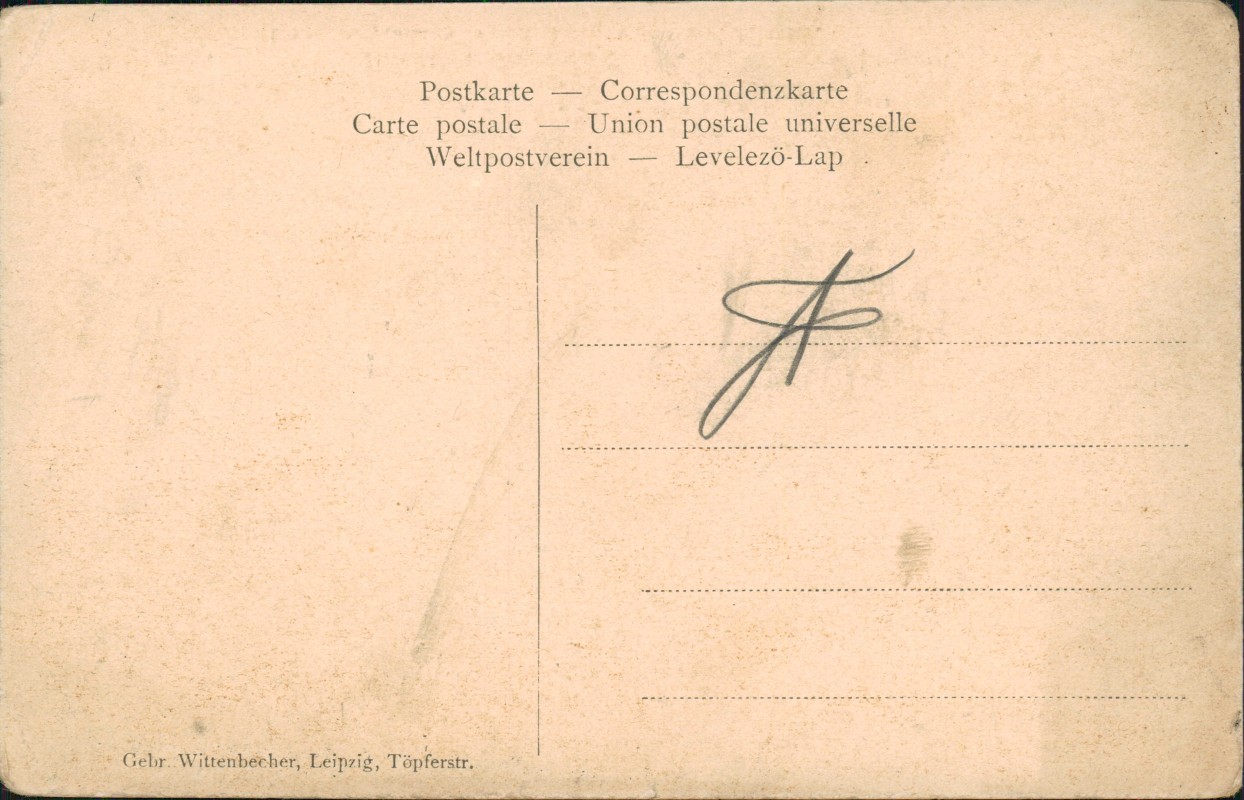 Postkarte — Correspondenzkarte
Carte postale — Union postale universelle
Weltpostverein — Levelezö-Lap
Gebr. Wittenbecher, Leipzig, Töpferstr.